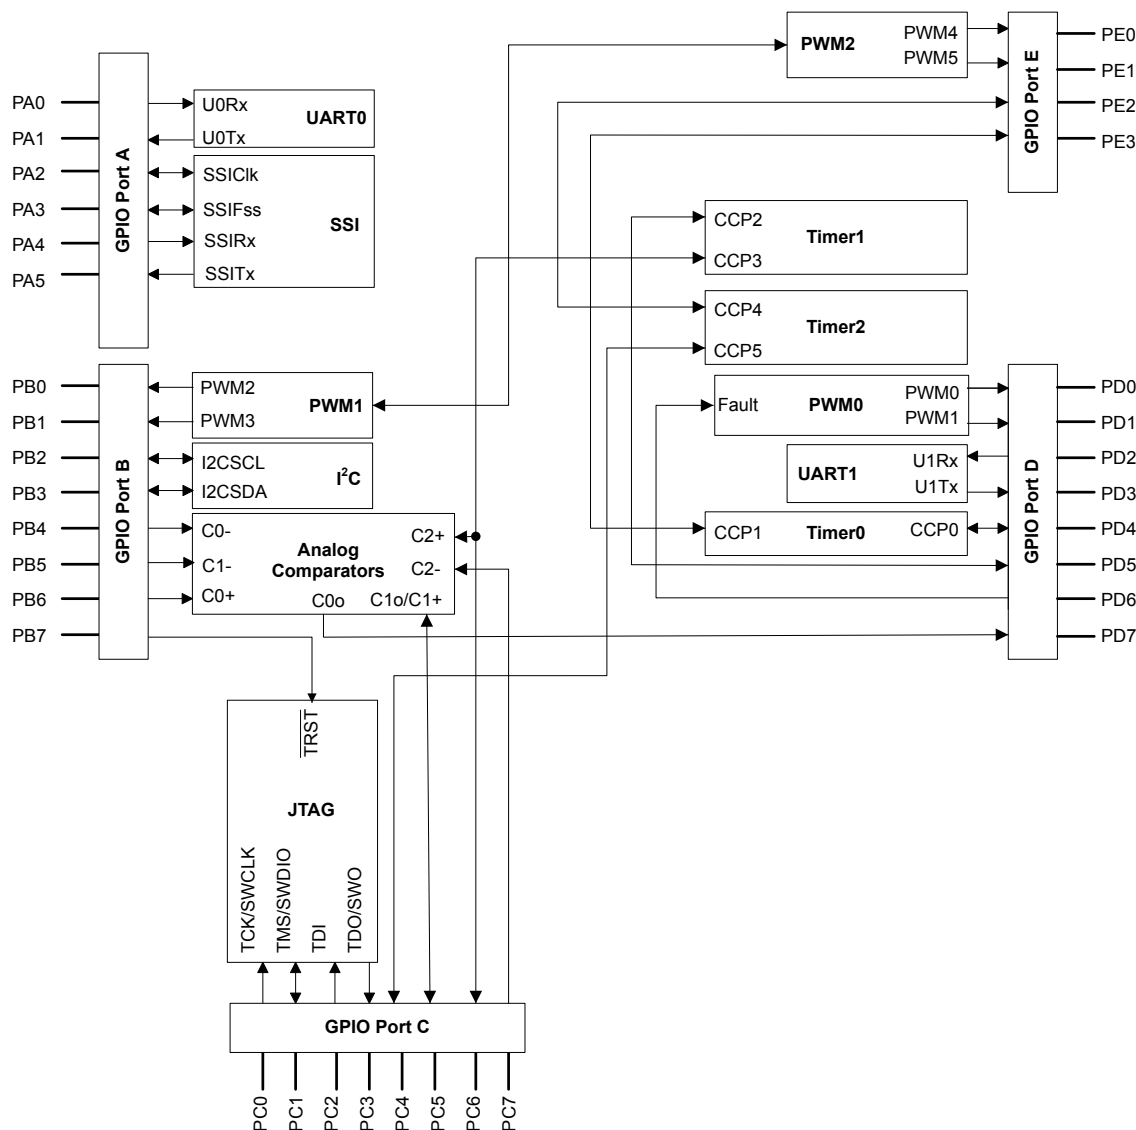 PA0
PA1
PA2
PA3
PA4
PA5
GPIO Port A
U0Rx
U0Tx
UART0
SSIClk
SSIFss
SSIRx
SSITx
SSI
PB0
PB1
PB2
PB3
PB4
PB5
PB6
PB7
GPIO Port B
PWM2
PWM3
PWM1
I2CSCL
I2CSDA
I²C
C0-
C1-
C0+
Analog
Comparators
C0o
C2+
C2-
C1o/C1+
TRST
JTAG
TCK/SWCLK
TMS/SWDIO
TDI
TDO/SWO
GPIO Port C
PC0
PC1
PC2
PC3
PC4
PC5
PC6
PC7
PWM2
PWM4
PWM5
GPIO Port E
PE0
PE1
PE2
PE3
CCP2
CCP3
Timer1
CCP4
CCP5
Timer2
Fault
PWM0
PWM0
PWM1
UART1
U1Rx
U1Tx
CCP1
Timer0
CCP0
GPIO Port D
PD0
PD1
PD2
PD3
PD4
PD5
PD6
PD7